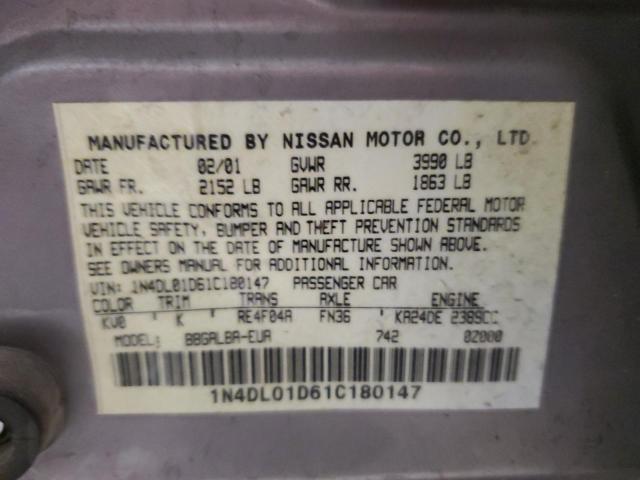 MANUFACTURED BY NISSAN MOTOR CO., LTD.
DATE 02/01 GVWR 3990 LB
GAWR FR. 2152 LB GAWR RR. 1863 LB
THIS VEHICLE CONFORMS TO ALL APPLICABLE FEDERAL MOTOR
VEHICLE SAFETY, BUMPER AND THEFT PREVENTION STANDARDS
IN EFFECT ON THE DATE OF MANUFACTURE SHOWN ABOVE.
SEE OWNERS MANUAL FOR ADDITIONAL INFORMATION.
VIN: 1N4DL01D61C180147 PASSENGER CAR
COLOR TRIM TRANS AXLE ENGINE
KV0 K RE4F04A FN36 KA24DE 2389CC
MODEL: BBGALBA-EUA 742 02000
1N4DL01D61C180147